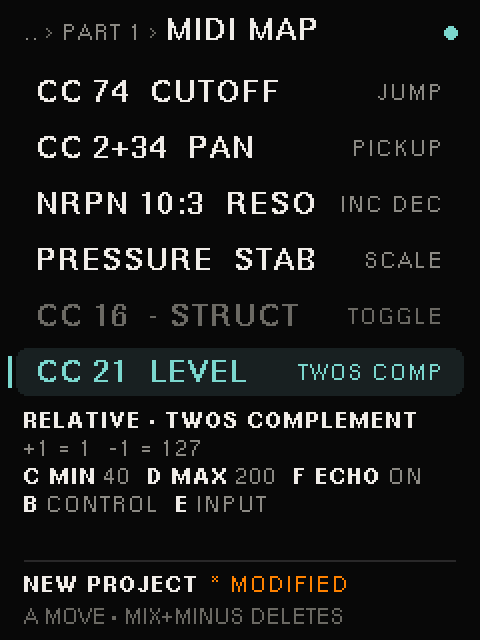 .. > PART 1 > MIDI MAP
CC 74 CUTOFF JUMP
CC 2+34 PAN PICKUP
NRPN 10:3 RESO INC DEC
PRESSURE STAB SCALE
CC 16 - STRUCT TOGGLE
CC 21 LEVEL TWOS COMP
RELATIVE · TWOS COMPLEMENT
+1 = 1 -1 = 127
C MIN 40 D MAX 200 F ECHO ON
B CONTROL E INPUT
NEW PROJECT * MODIFIED
A MOVE · MIX+MINUS DELETES